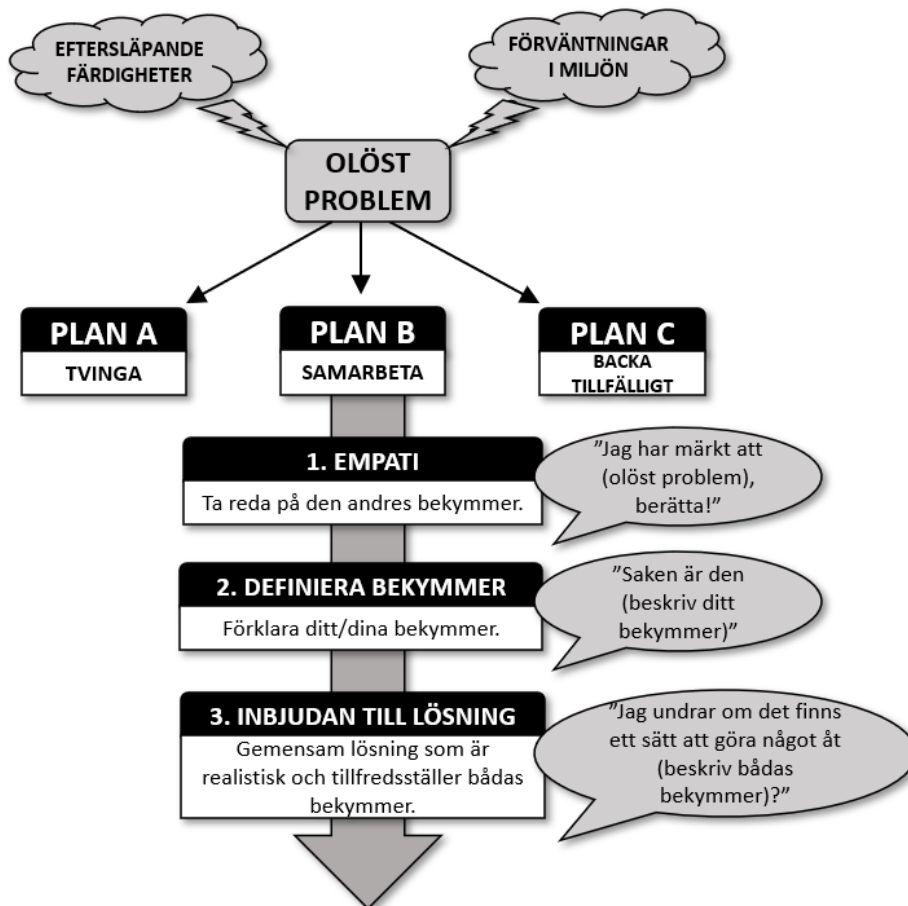 EFTERSLÄPANDE
FÄRDIGHETER
FÖRVÄNTNINGAR
I MILJÖN
OLÖST
PROBLEM
PLAN A
TVINGA
PLAN B
SAMARBETA
PLAN C
BACKA
TILLFÄLLIGT
1. EMPATI
Ta reda på den andres bekymmer.
”Jag har märkt att
(olöst problem),
berätta!”
2. DEFINIERA BEKYMMER
Förklara ditt/dina bekymmer.
”Saken är den
(beskriv ditt
bekymmer)”
3. INBJUDAN TILL LÖSNING
Gemensam lösning som är
realistisk och tillfredsställer bådas
bekymmer.
”Jag undrar om det finns
ett sätt att göra något åt
(beskriv bådas
bekymmer)?”